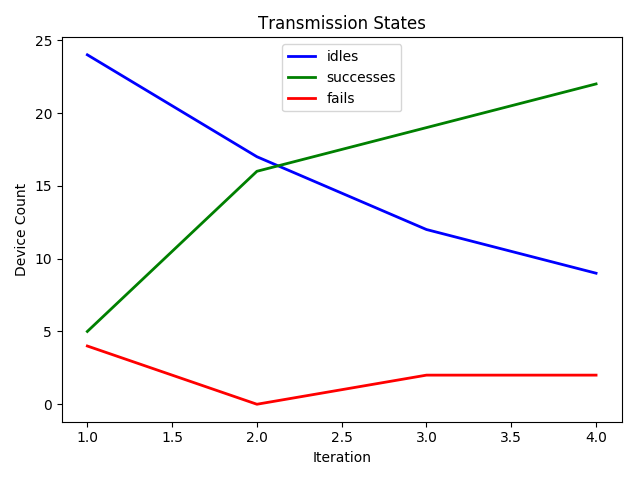 Transmission States
idles
successes
fails
Device Count
25
20
15
10
5
0
1.0 1.5 2.0 2.5 3.0 3.5 4.0
Iteration